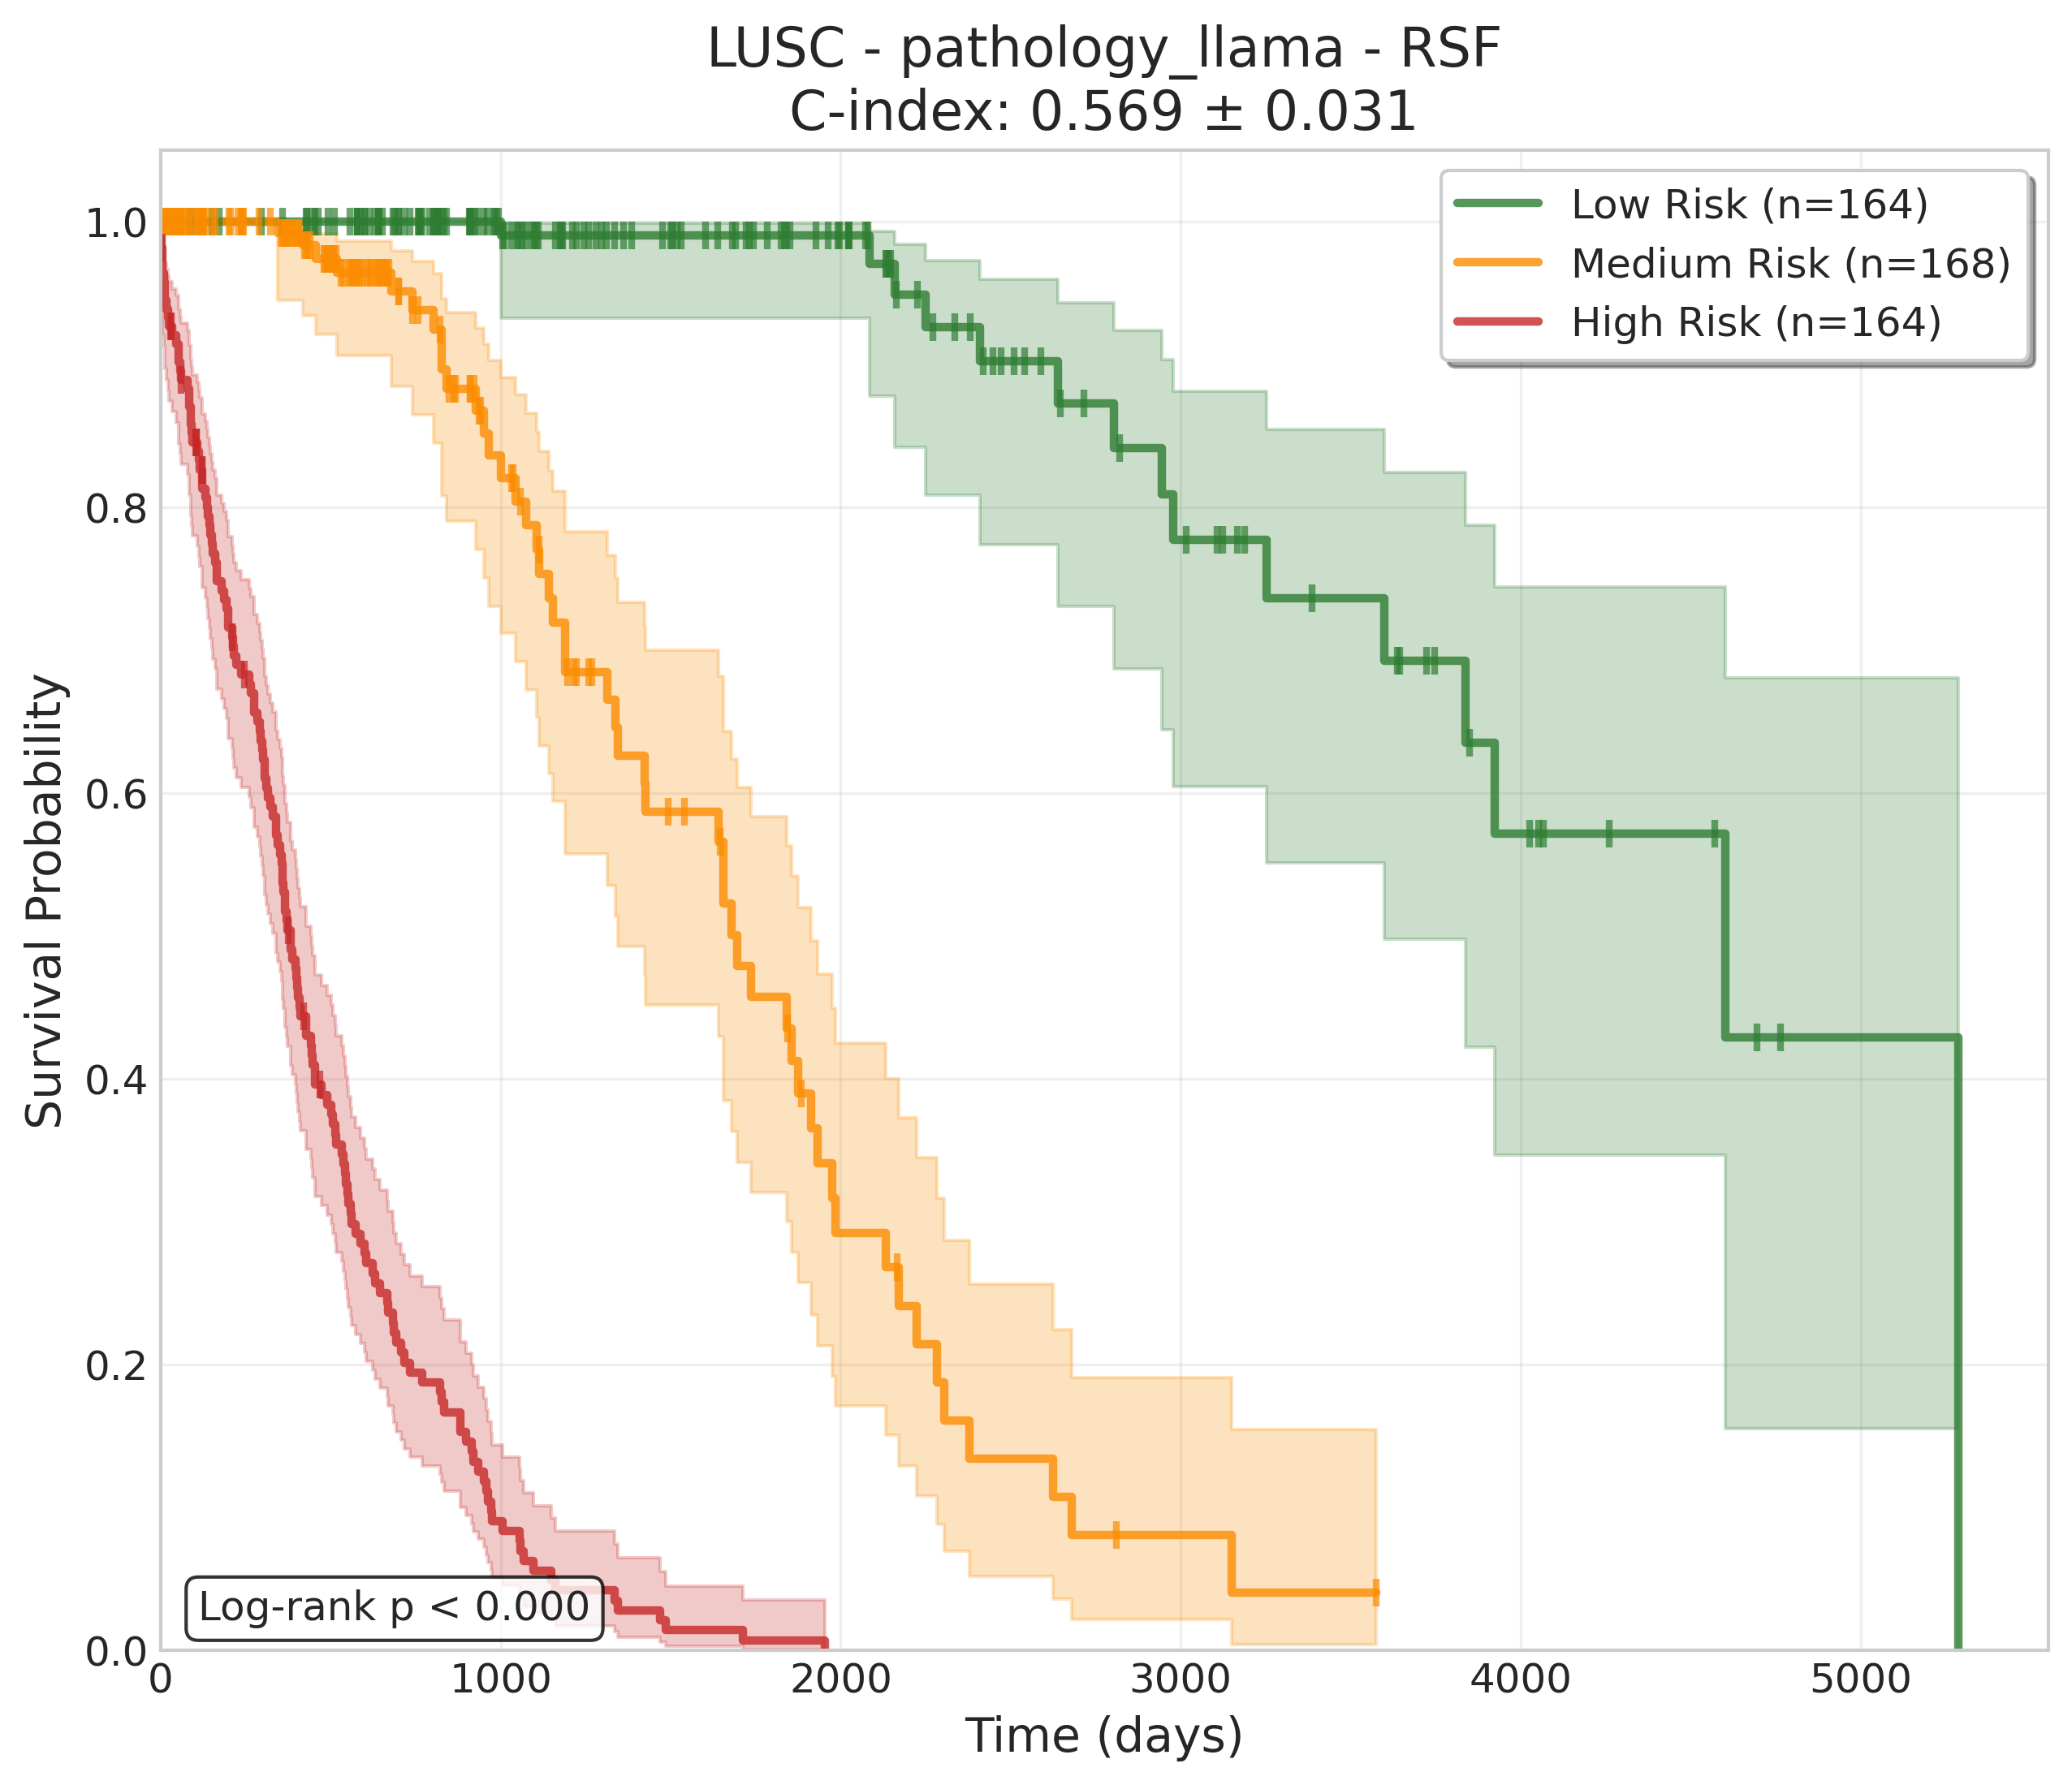 LUSC - pathology_llama - RSF
C-index: 0.569 ± 0.031
Low Risk (n=164)
Medium Risk (n=168)
High Risk (n=164)
Survival Probability
1.0
0.8
0.6
0.4
0.2
0.0
Log-rank p < 0.000
0 1000 2000 3000 4000 5000
Time (days)